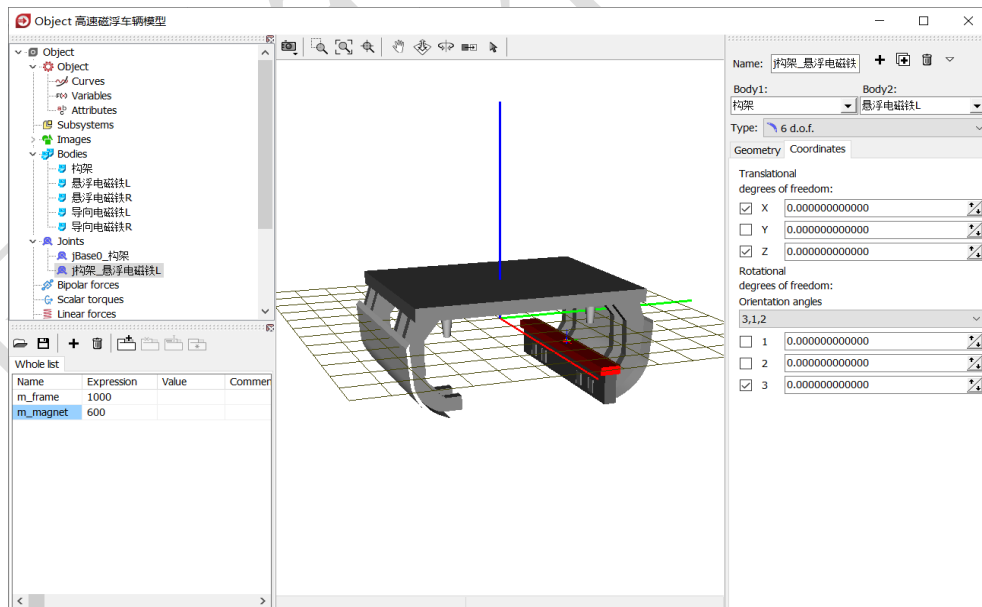 Object 高速磁浮车辆模型
Object
Object
Curves
Variables
Attributes
Subsystems
Images
Bodies
构架
悬浮电磁铁L
悬浮电磁铁R
导向电磁铁L
导向电磁铁R
Joints
jBase0_构架
j构架_悬浮电磁铁L
Bipolar forces
Scalar torques
Linear forces
Whole list
Name Expression Value Commen
m_frame 1000
m_magnet 600
Name: j构架_悬浮电磁铁
Body1: Body2:
构架 悬浮电磁铁L
Type: 6 d.o.f.
Geometry Coordinates
Translational
degrees of freedom:
X 0.000000000000
Y 0.000000000000
Z 0.000000000000
Rotational
degrees of freedom:
Orientation angles
3,1,2
1 0.000000000000
2 0.000000000000
3 0.000000000000